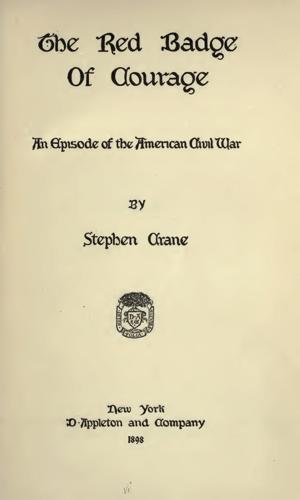 The Red Badge
Of Courage
An Episode of the American Civil War
BY
Stephen Crane
New York
D. Appleton and Company
1898